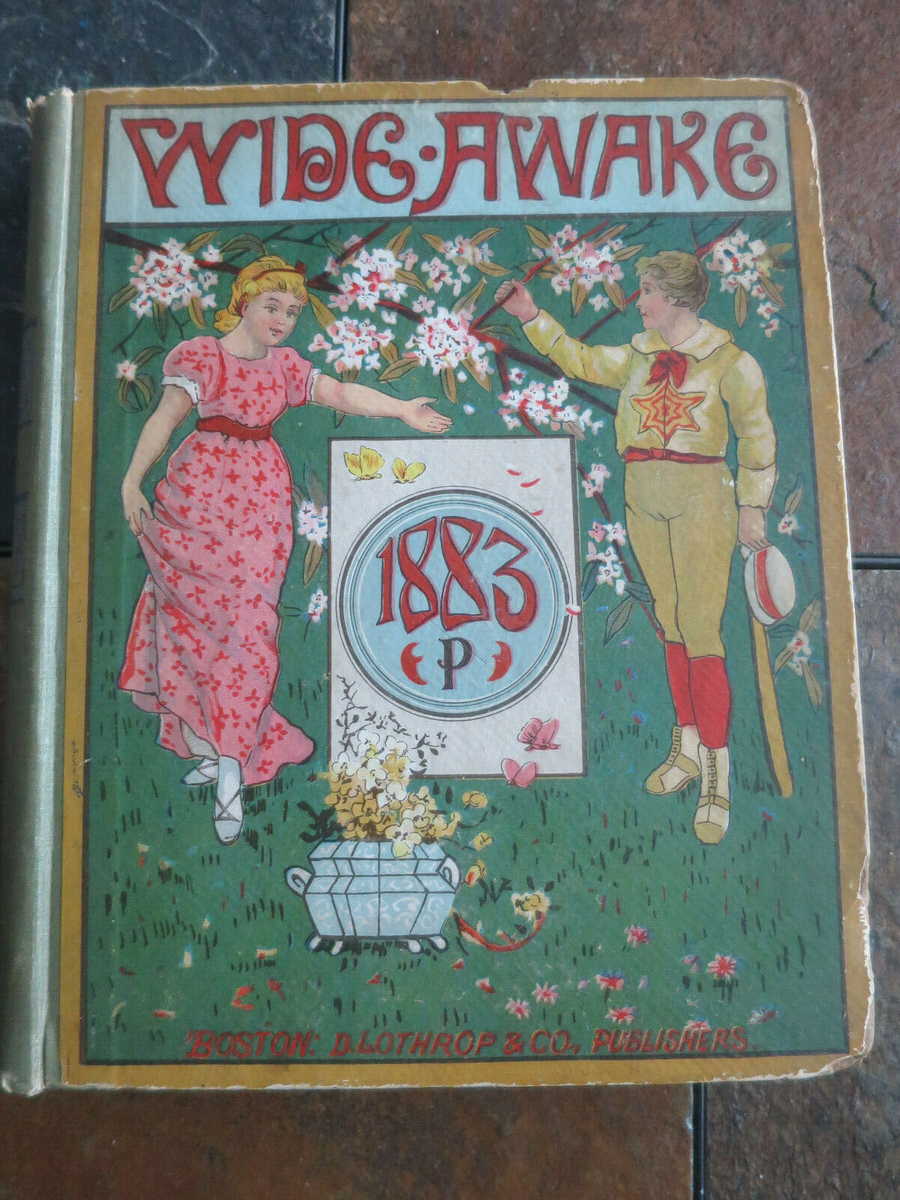 WIDE·AWAKE
1883
P
BOSTON: D. LOTHROP & CO., PUBLISHERS.